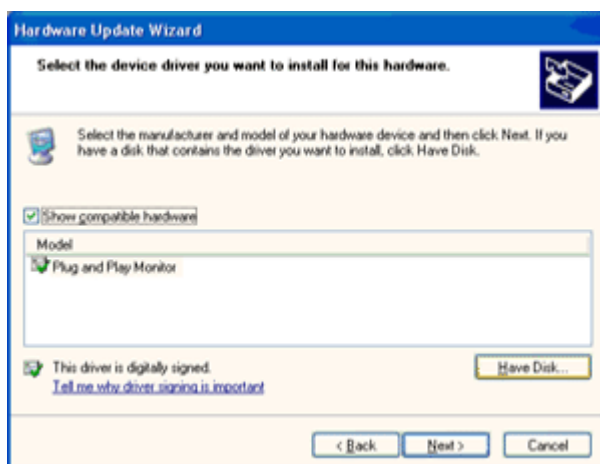 Hardware Update Wizard
Select the device driver you want to install for this hardware.
Select the manufacturer and model of your hardware device and then click Next. If you
have a disk that contains the driver you want to install, click Have Disk.
Show compatible hardware
Model
Plug and Play Monitor
This driver is digitally signed.
Have Disk...
Tell me why driver signing is important
< Back
Next >
Cancel